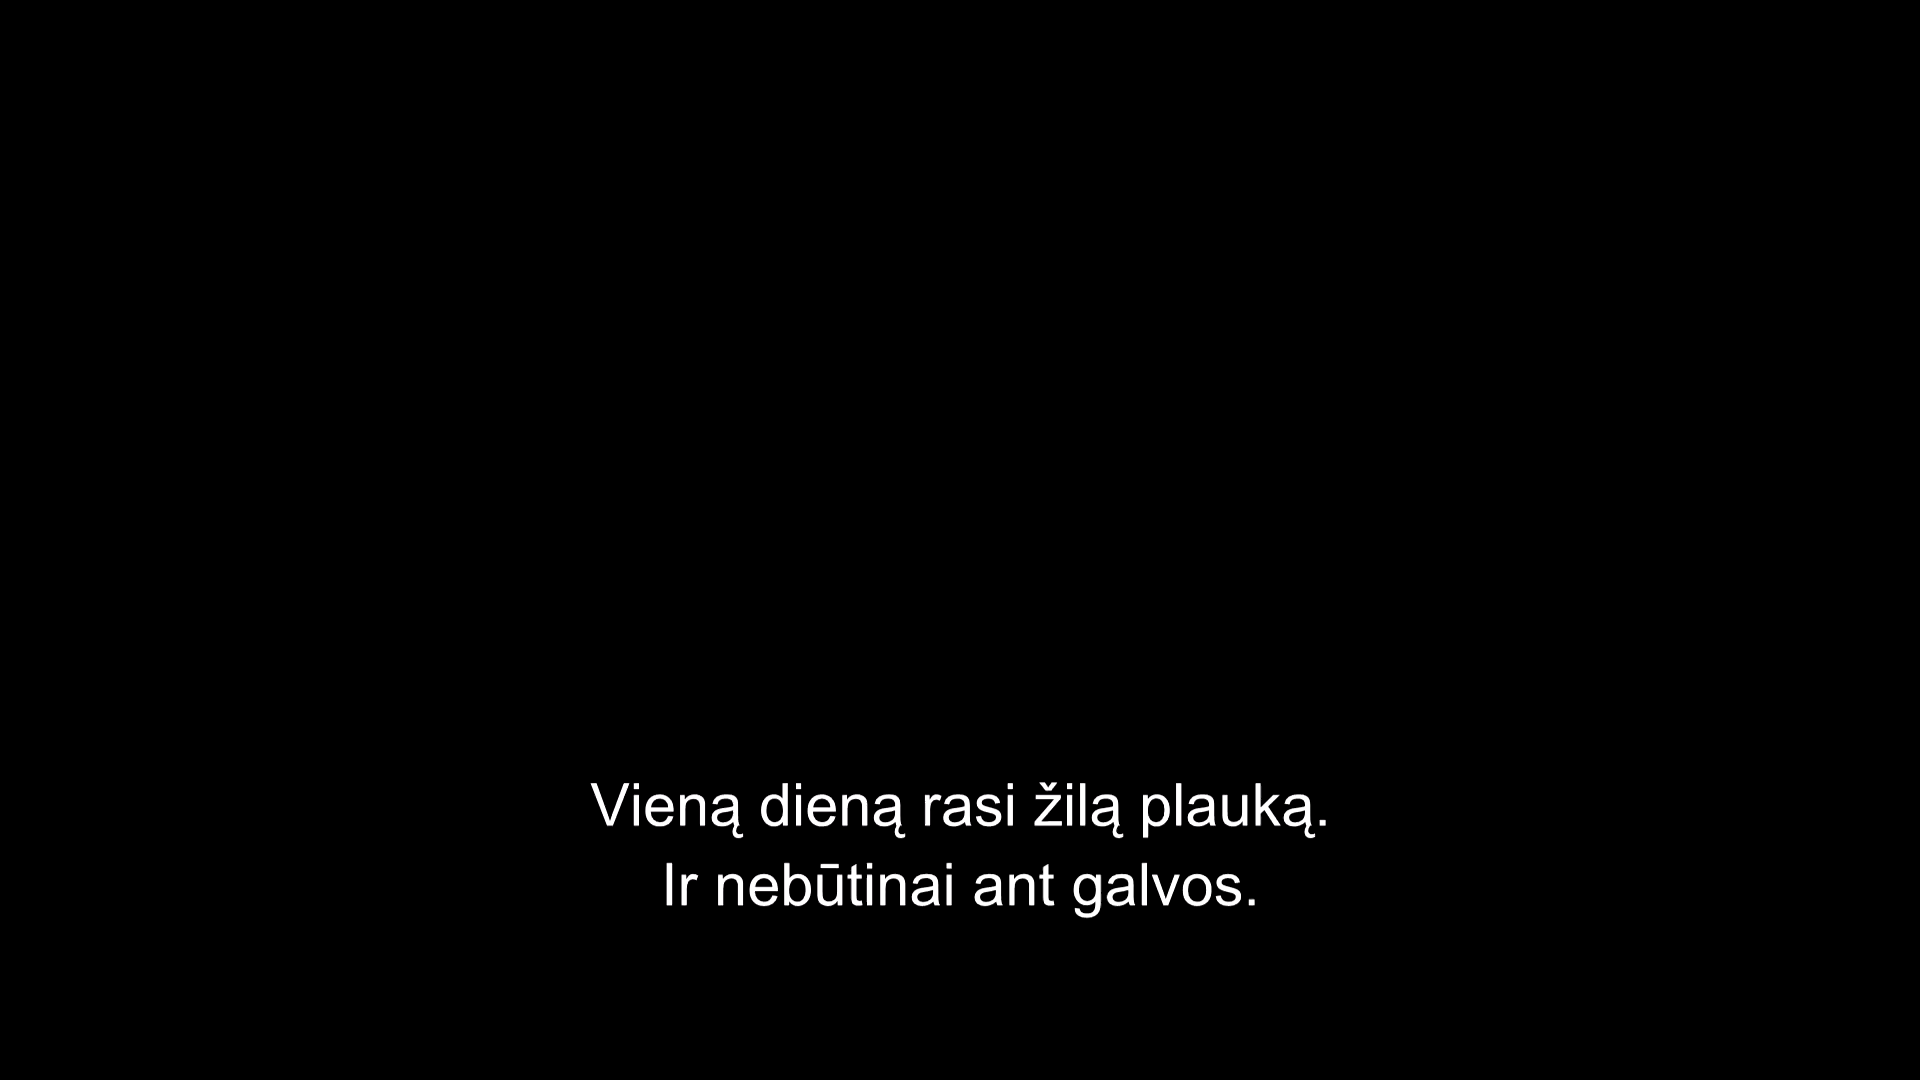 Vieną dieną rasi žilą plauką.
Ir nebūtinai ant galvos.